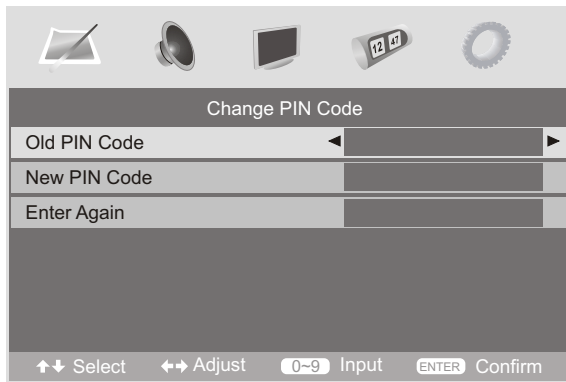 12 47
Change PIN Code
Old PIN Code
New PIN Code
Enter Again
Select Adjust 0~9 Input ENTER Confirm